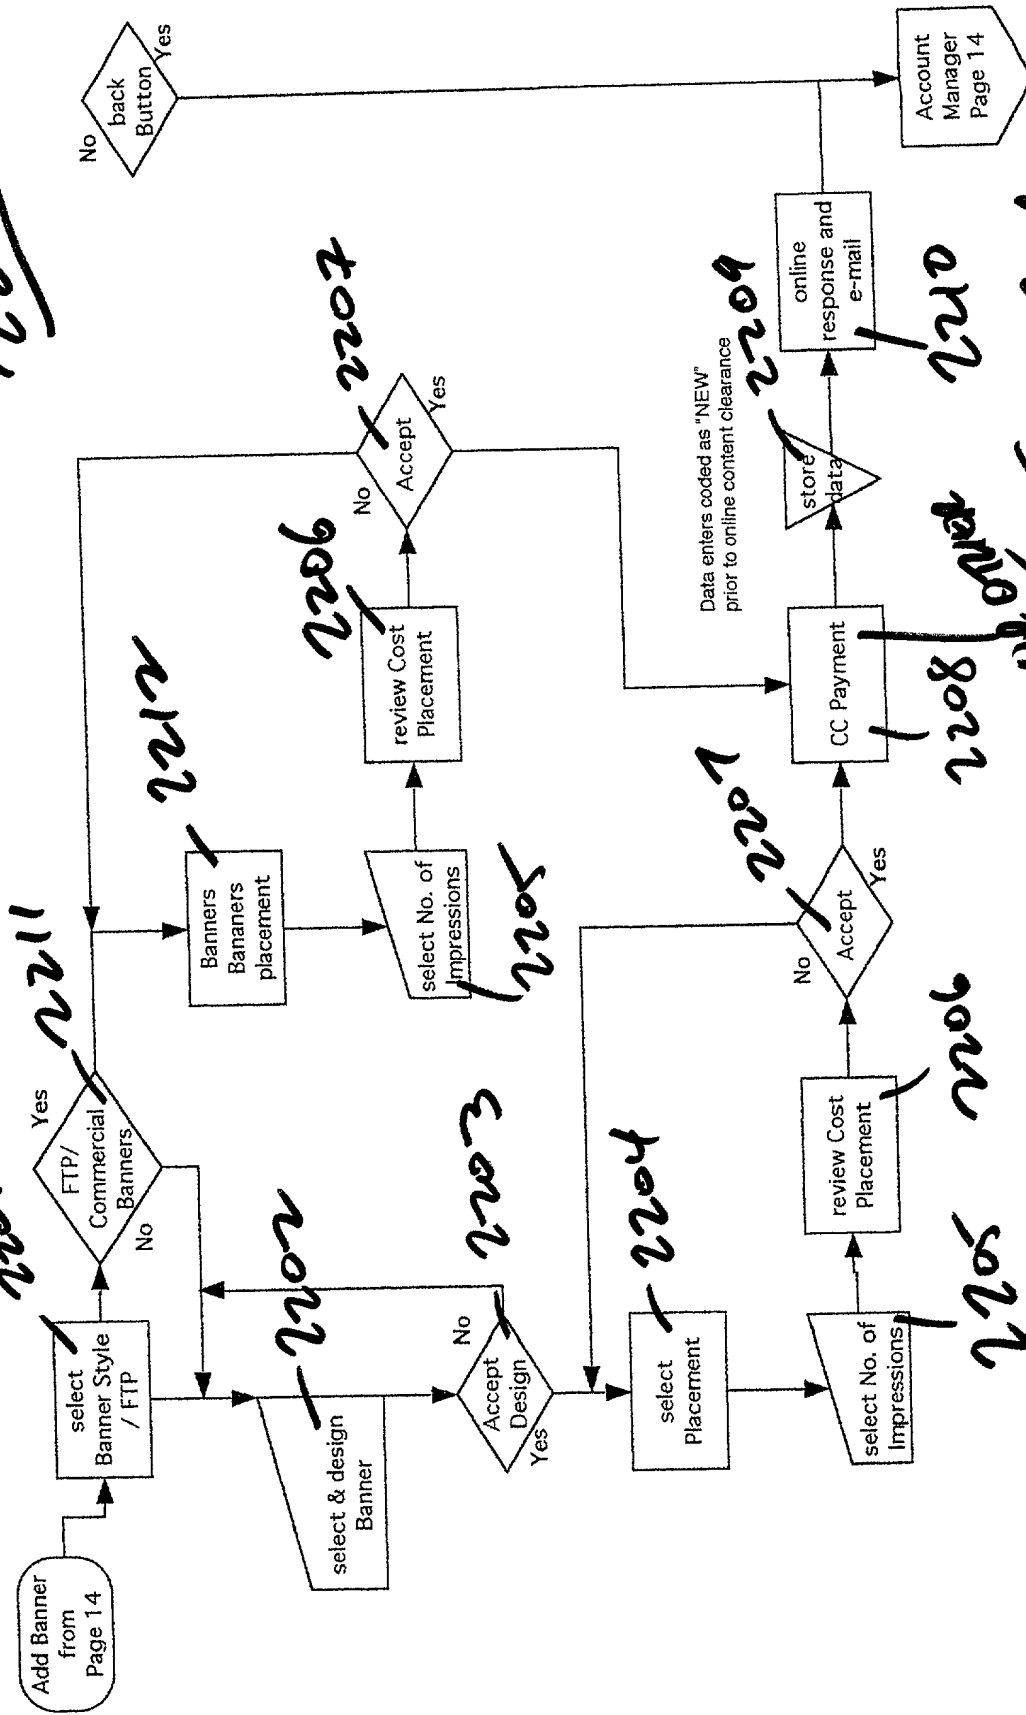 Add Banner
from
Page 14
select
Banner Style
/ FTP
FTP/
Commercial
Banners
Yes
No
2211
select & design
Banner
2202
Accept
Design
No
Yes
2203
Banners
Bananers
placement
2212
select No. of
Impressions
2205
review Cost
Placement
2206
Accept
No
Yes
2207
select
Placement
2204
select No. of
Impressions
2205
review Cost
Placement
2206
Accept
No
Yes
2207
CC Payment
2208
Data enters coded as "NEW"
prior to online content clearance
store
data
2209
online
response and
e-mail
2210
back
Button
No
Yes
Account
Manager
Page 14